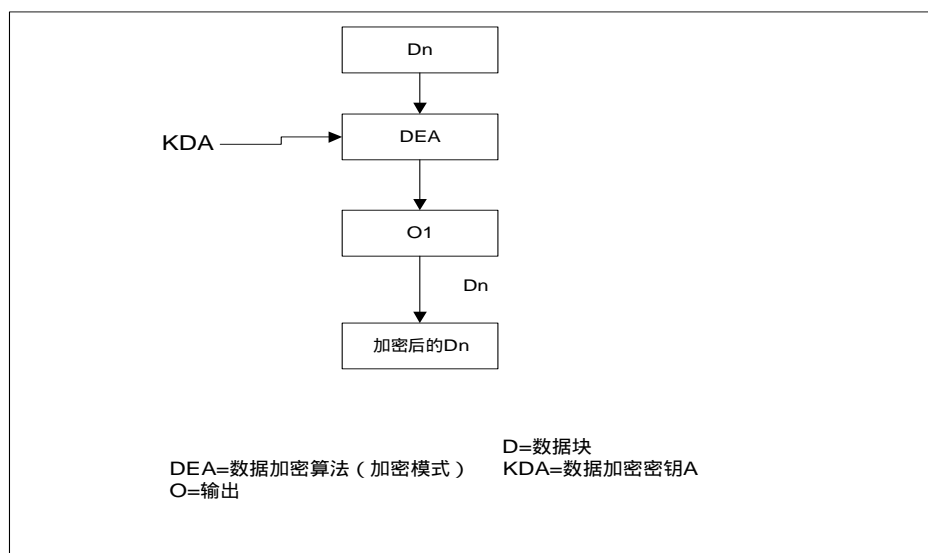 Dn
DEA
KDA
O1
Dn
加密后的Dn
D=数据块
DEA=数据加密算法（加密模式）
KDA=数据加密密钥A
O=输出